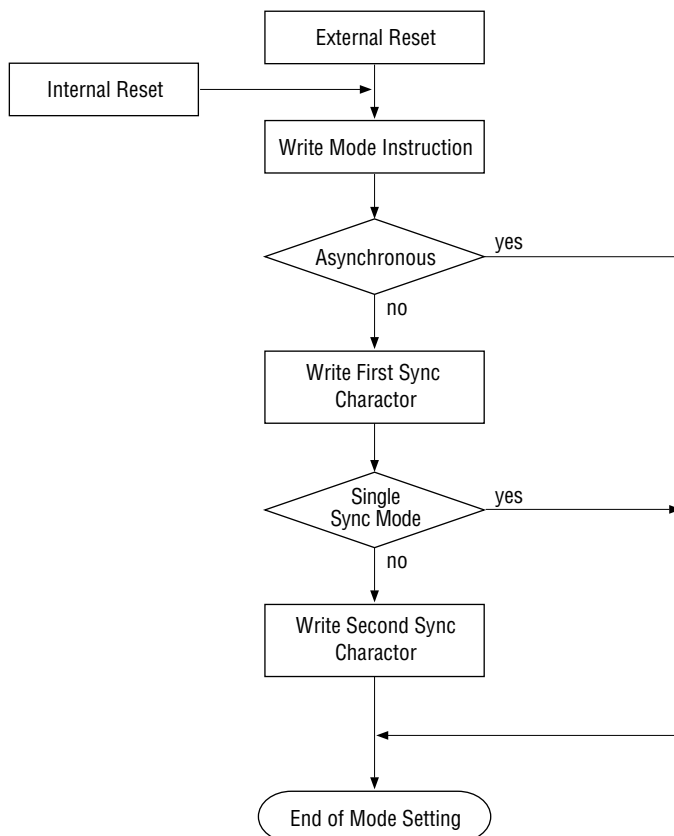 External Reset
Internal Reset
Write Mode Instruction
Asynchronous
yes
no
Write First Sync
Charactor
Single
Sync Mode
yes
no
Write Second Sync
Charactor
End of Mode Setting